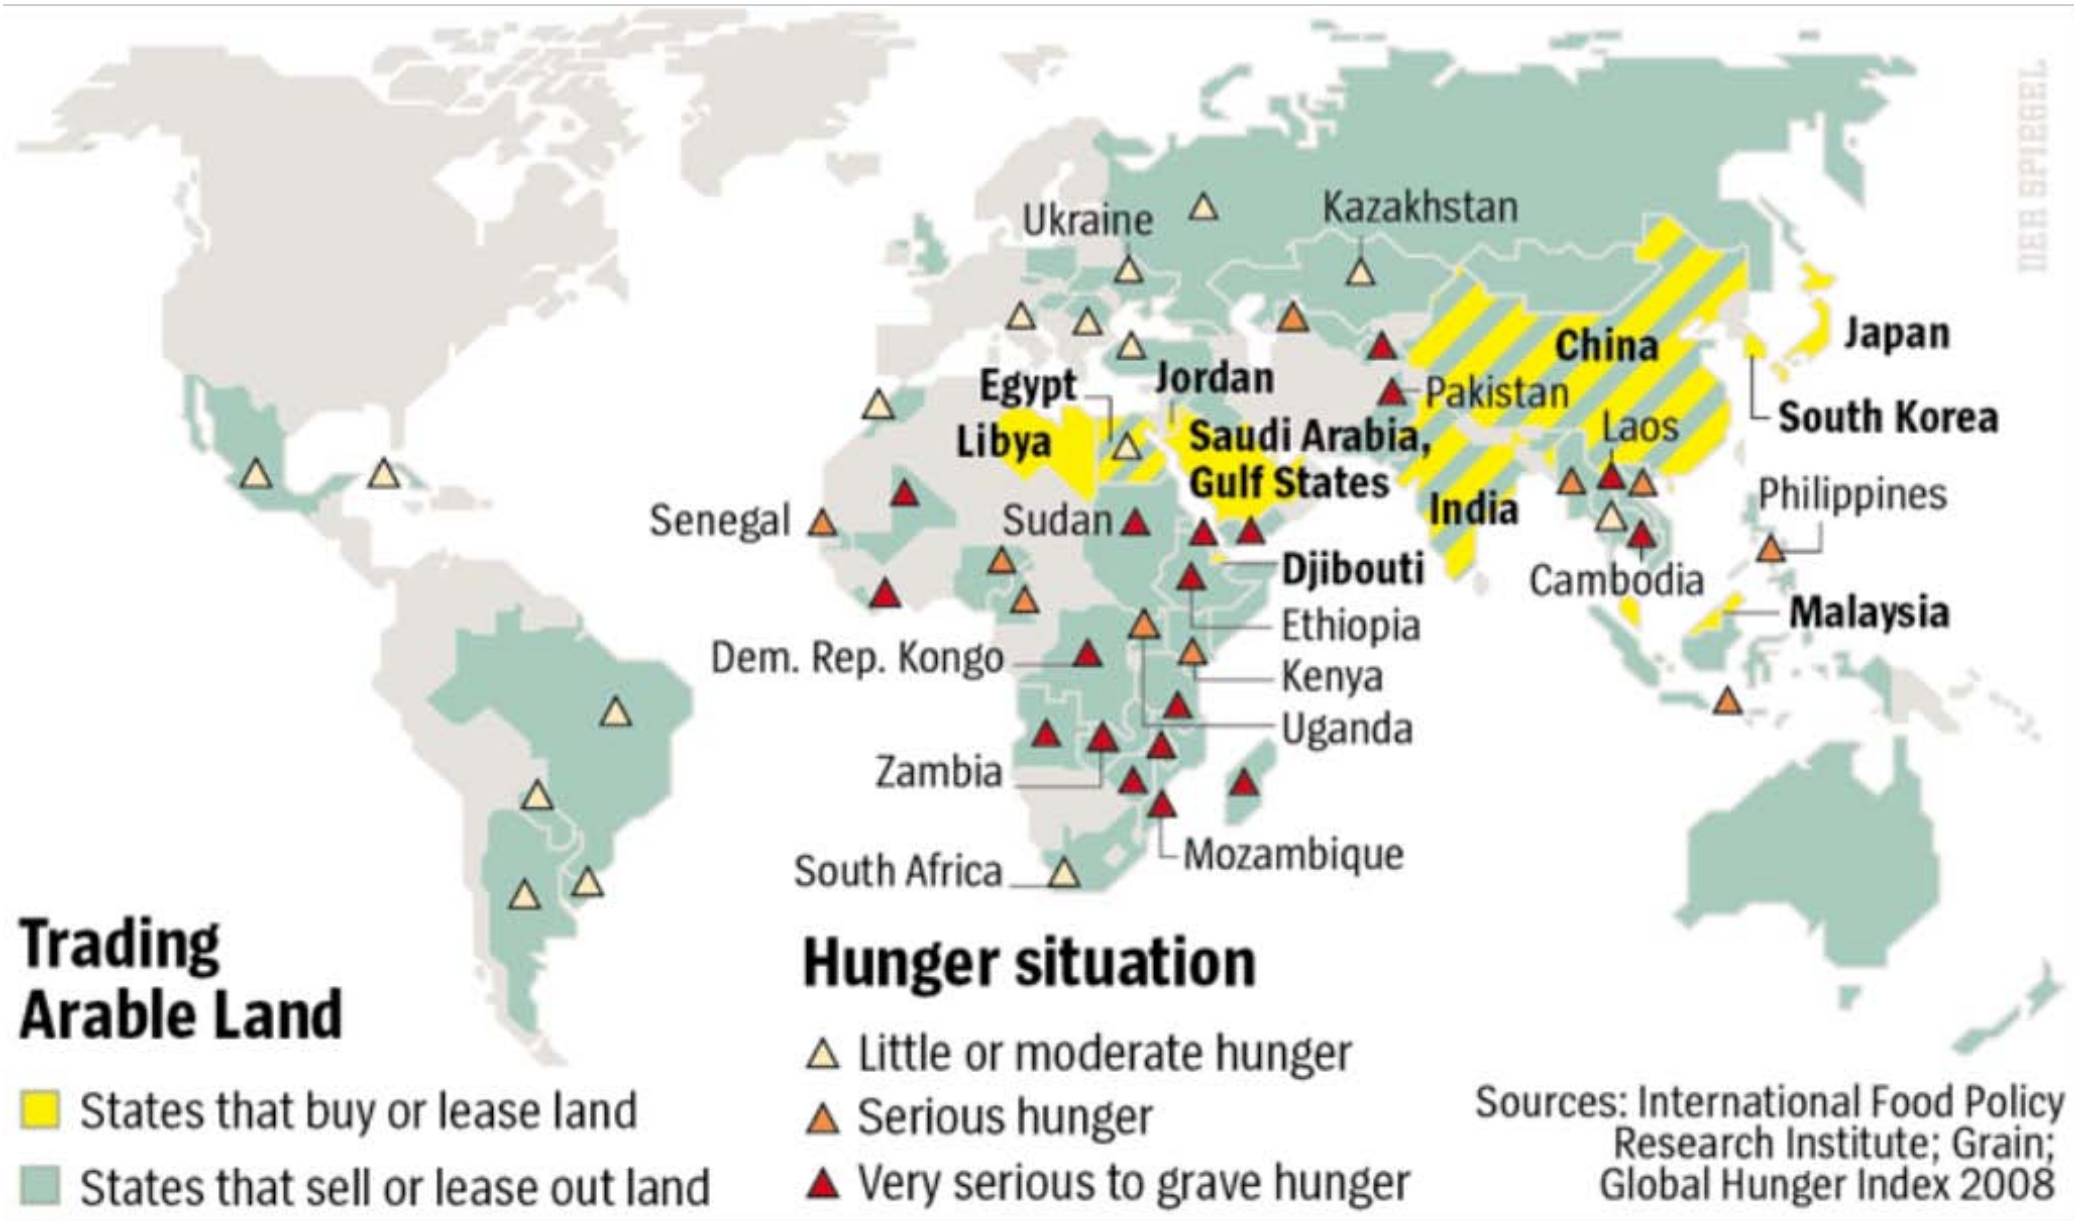 DER SPIEGEL
Ukraine
Kazakhstan
China
Japan
Egypt
Jordan
Pakistan
South Korea
Libya
Saudi Arabia,
Gulf States
Laos
India
Philippines
Senegal
Sudan
Djibouti
Cambodia
Malaysia
Ethiopia
Dem. Rep. Kongo
Kenya
Uganda
Zambia
Mozambique
South Africa
Trading
Arable Land
States that buy or lease land
States that sell or lease out land
Hunger situation
Little or moderate hunger
Serious hunger
Very serious to grave hunger
Sources: International Food Policy
Research Institute; Grain;
Global Hunger Index 2008